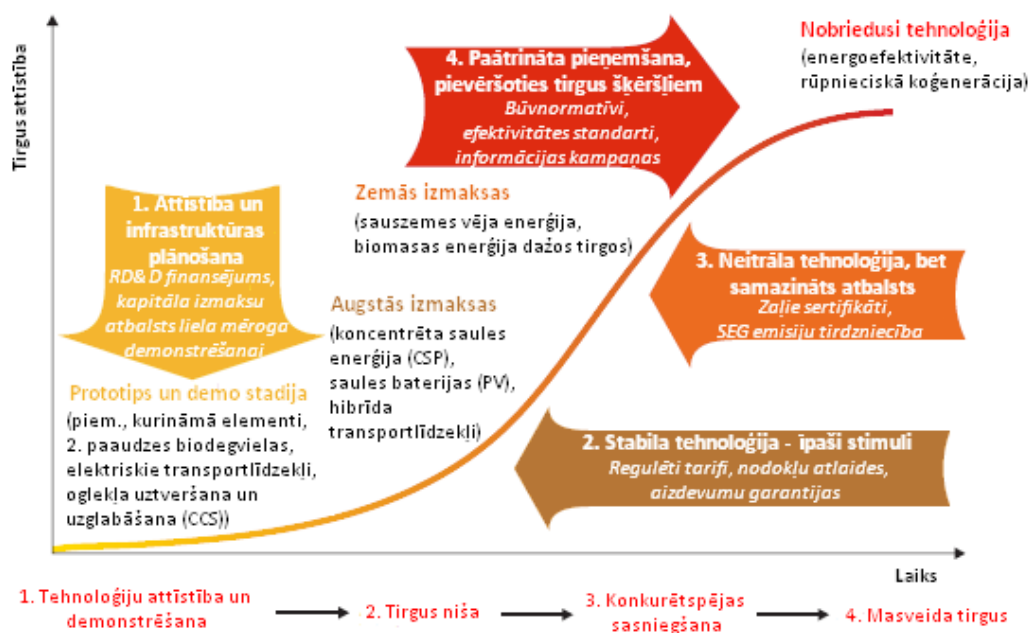 Tirgus attīstība
Nobriedusi tehnoloģija
(energoefektivitāte,
rūpnieciskā koģenerācija)
4. Paātrināta pieņemšana,
pievēršoties tirgus šķēršļiem
Būvnormatīvi,
efektivitātes standarti,
informācijas kampaņas
Zemās izmaksas
(sauszemes vēja enerģija,
biomasas enerģija dažos tirgos)
1. Attīstība un
infrastruktūras
plānošana
RD& D finansējums,
kapitāla izmaksu
atbalsts liela mēroga
demonstrēšanai
3. Neitrāla tehnoloģija, bet
samazināts atbalsts
Zaļie sertifikāti,
SEG emisiju tirdzniecība
Augstās izmaksas
(koncentrēta saules
enerģija (CSP),
saules baterijas (PV),
hibrīda
transportlīdzekļi)
Prototips un demo stadija
(piem., kurināmā elementi,
2. paaudzes biodegvielas,
elektriskie transportlīdzekļi,
oglekļa uztveršana un
uzglabāšana (CCS))
2. Stabila tehnoloģija - īpaši stimuli
Regulēti tarifi, nodokļu atlaides,
aizdevumu garantijas
Laiks
1. Tehnoloģiju attīstība un
demonstrēšana
2. Tirgus niša
3. Konkurētspējas
sasniegšana
4. Masveida tirgus